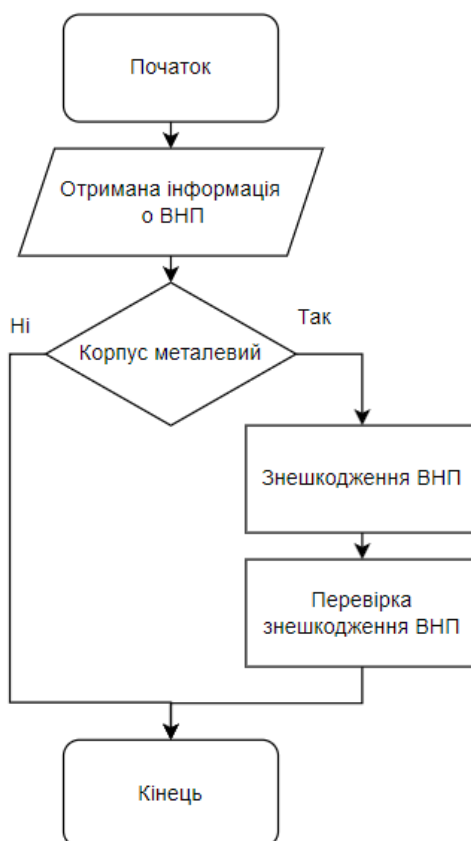 Початок
Отримана інформація
о ВНП
Ні
Так
Корпус металевий
Знешкодження ВНП
Перевірка
знешкодження ВНП
Кінець